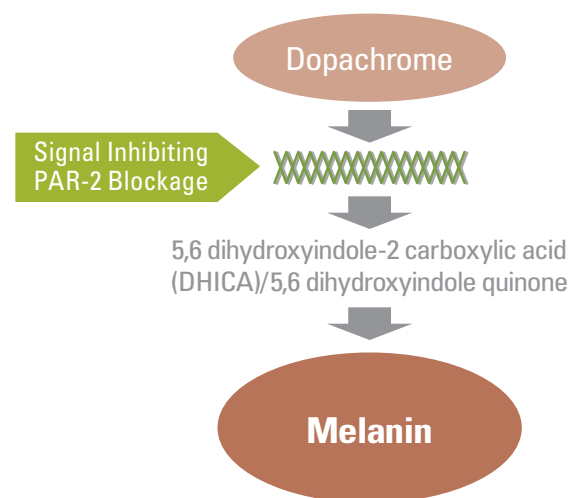 Dopachrome
Signal Inhibiting
PAR-2 Blockage
5,6 dihydroxyindole-2 carboxylic acid
(DHICA)/5,6 dihydroxyindole quinone
Melanin